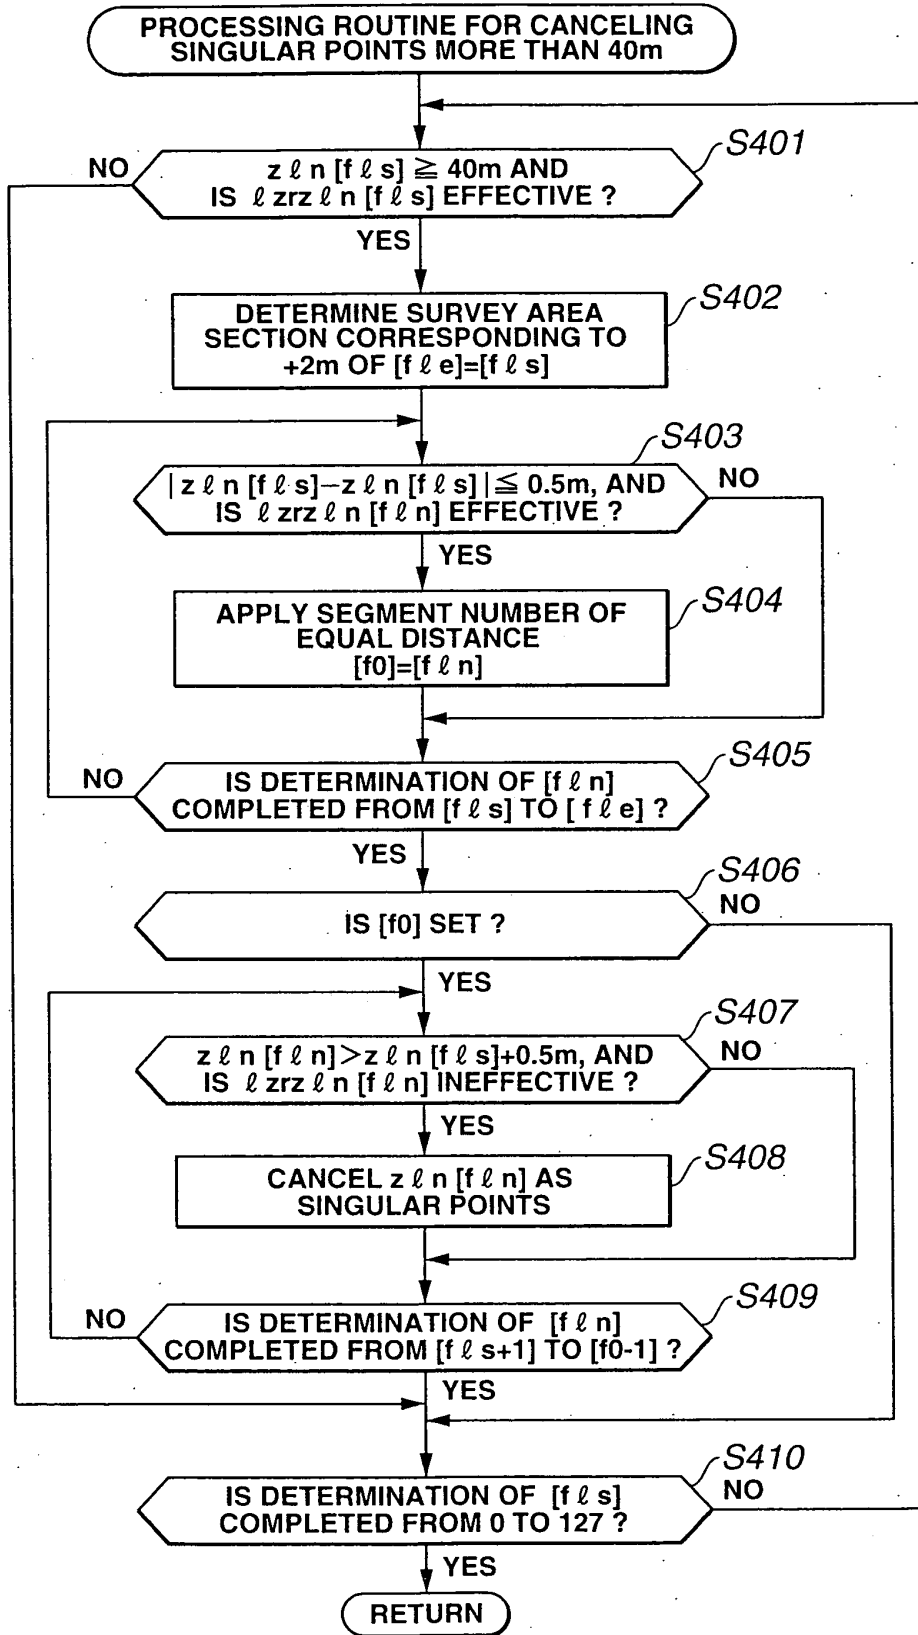 PROCESSING ROUTINE FOR CANCELING
SINGULAR POINTS MORE THAN 40m
S401
NO
z ℓ n [f ℓ s] ≧ 40m AND
IS ℓ zrz ℓ n [f ℓ s] EFFECTIVE ?
YES
S402
DETERMINE SURVEY AREA
SECTION CORRESPONDING TO
+2m OF [f ℓ e]=[f ℓ s]
S403
| z ℓ n [f ℓ s]−z ℓ n [f ℓ s] | ≦ 0.5m, AND
IS ℓ zrz ℓ n [f ℓ n] EFFECTIVE ?
NO
YES
S404
APPLY SEGMENT NUMBER OF
EQUAL DISTANCE
[f0]=[f ℓ n]
S405
NO
IS DETERMINATION OF [f ℓ n]
COMPLETED FROM [f ℓ s] TO [ f ℓ e] ?
YES
S406
NO
IS [f0] SET ?
YES
S407
z ℓ n [f ℓ n]>z ℓ n [f ℓ s]+0.5m, AND
IS ℓ zrz ℓ n [f ℓ n] INEFFECTIVE ?
NO
YES
S408
CANCEL z ℓ n [f ℓ n] AS
SINGULAR POINTS
S409
NO
IS DETERMINATION OF [f ℓ n]
COMPLETED FROM [f ℓ s+1] TO [f0-1] ?
YES
S410
IS DETERMINATION OF [f ℓ s]
COMPLETED FROM 0 TO 127 ?
NO
YES
RETURN